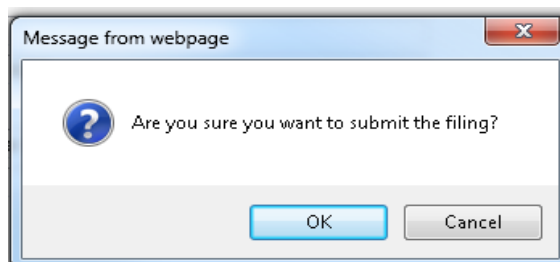 Message from webpage
Are you sure you want to submit the filing?
OK
Cancel